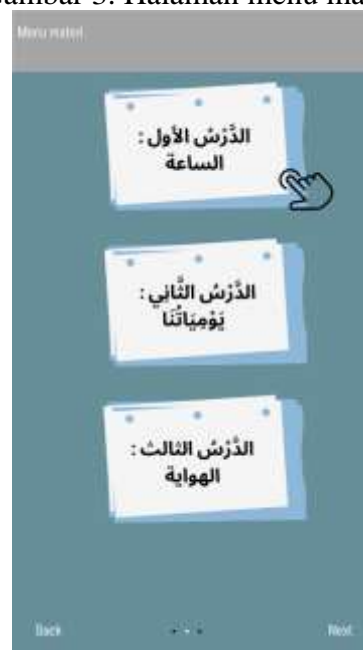 Gambar 3. Halaman menu ma
Menu materi
الدَّرْسُ الأول :
الساعة
الدَّرْسُ الثَّانِي :
يَوْمِيَاتُنَا
الدَّرْسُ الثالث :
الهواية
Back
Next